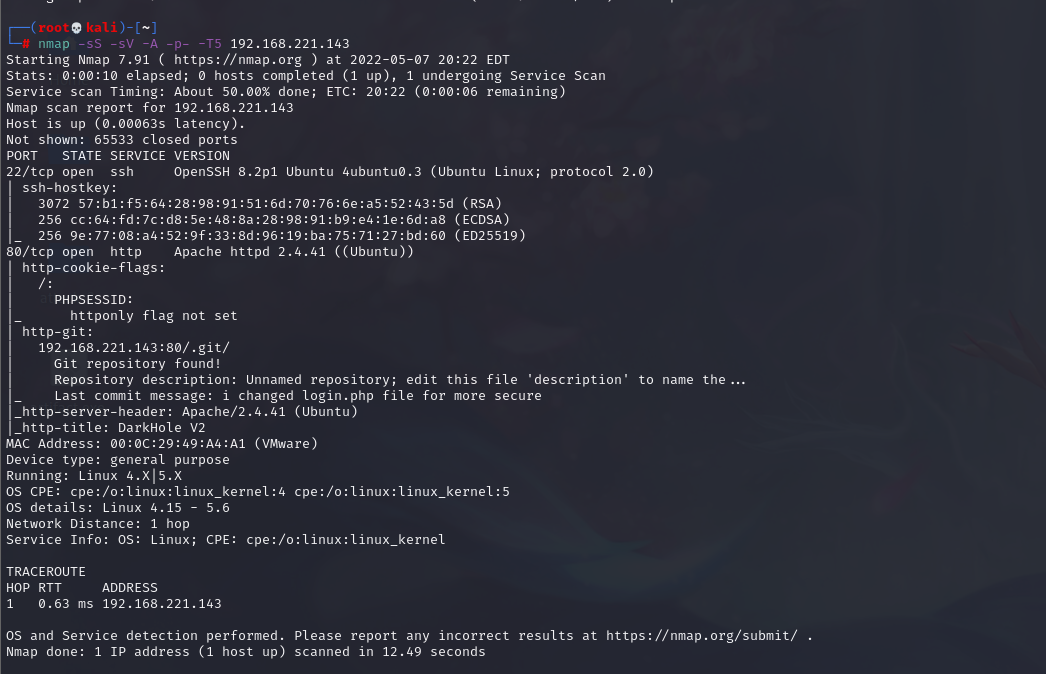 ┌──(root💀kali)-[~]
└─# nmap -sS -sV -A -p- -T5 192.168.221.143
Starting Nmap 7.91 ( https://nmap.org ) at 2022-05-07 20:22 EDT
Stats: 0:00:10 elapsed; 0 hosts completed (1 up), 1 undergoing Service Scan
Service scan Timing: About 50.00% done; ETC: 20:22 (0:00:06 remaining)
Nmap scan report for 192.168.221.143
Host is up (0.00063s latency).
Not shown: 65533 closed ports
PORT   STATE SERVICE VERSION
22/tcp open  ssh     OpenSSH 8.2p1 Ubuntu 4ubuntu0.3 (Ubuntu Linux; protocol 2.0)
| ssh-hostkey:
|   3072 57:b1:f5:64:28:98:91:51:6d:70:76:6e:a5:52:43:5d (RSA)
|   256 cc:64:fd:7c:d8:5e:48:8a:28:98:91:b9:e4:1e:6d:a8 (ECDSA)
|_  256 9e:77:08:a4:52:9f:33:8d:96:19:ba:75:71:27:bd:60 (ED25519)
80/tcp open  http    Apache httpd 2.4.41 ((Ubuntu))
| http-cookie-flags:
|   /:
|     PHPSESSID:
|_      httponly flag not set
| http-git:
|   192.168.221.143:80/.git/
|     Git repository found!
|     Repository description: Unnamed repository; edit this file 'description' to name the...
|_    Last commit message: i changed login.php file for more secure
|_http-server-header: Apache/2.4.41 (Ubuntu)
|_http-title: DarkHole V2
MAC Address: 00:0C:29:49:A4:A1 (VMware)
Device type: general purpose
Running: Linux 4.X|5.X
OS CPE: cpe:/o:linux:linux_kernel:4 cpe:/o:linux:linux_kernel:5
OS details: Linux 4.15 - 5.6
Network Distance: 1 hop
Service Info: OS: Linux; CPE: cpe:/o:linux:linux_kernel

TRACEROUTE
HOP RTT     ADDRESS
1   0.63 ms 192.168.221.143

OS and Service detection performed. Please report any incorrect results at https://nmap.org/submit/ .
Nmap done: 1 IP address (1 host up) scanned in 12.49 seconds